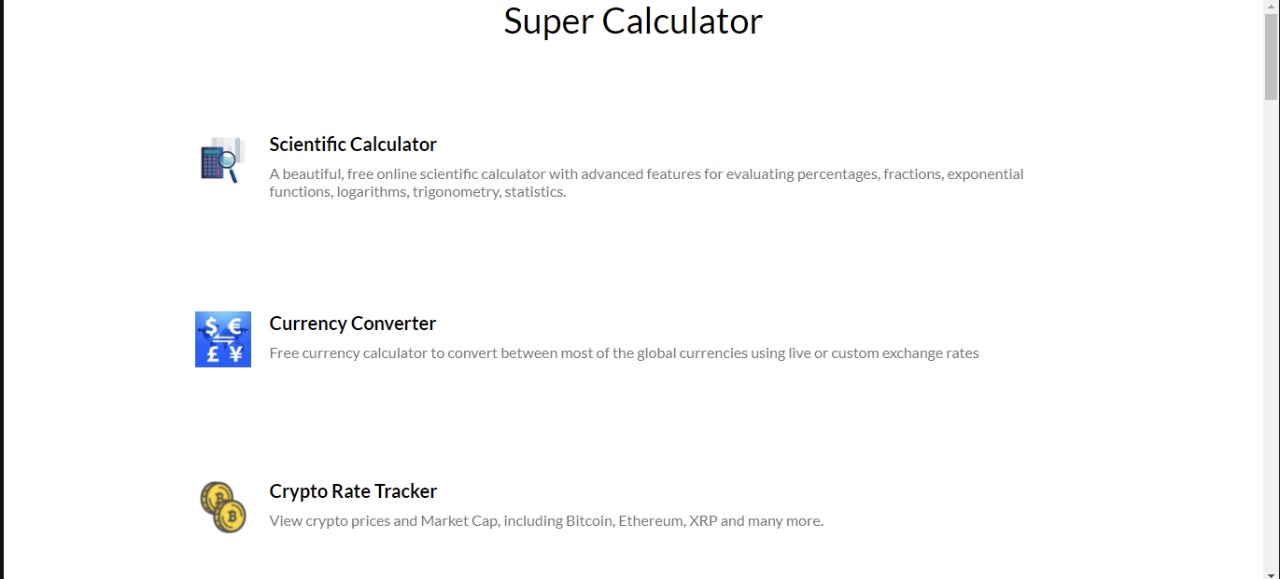 Super Calculator
Scientific Calculator
A beautiful, free online scientific calculator with advanced features for evaluating percentages, fractions, exponential
functions, logarithms, trigonometry, statistics.
$ €
£ ¥
Currency Converter
Free currency calculator to convert between most of the global currencies using live or custom exchange rates
Crypto Rate Tracker
View crypto prices and Market Cap, including Bitcoin, Ethereum, XRP and many more.